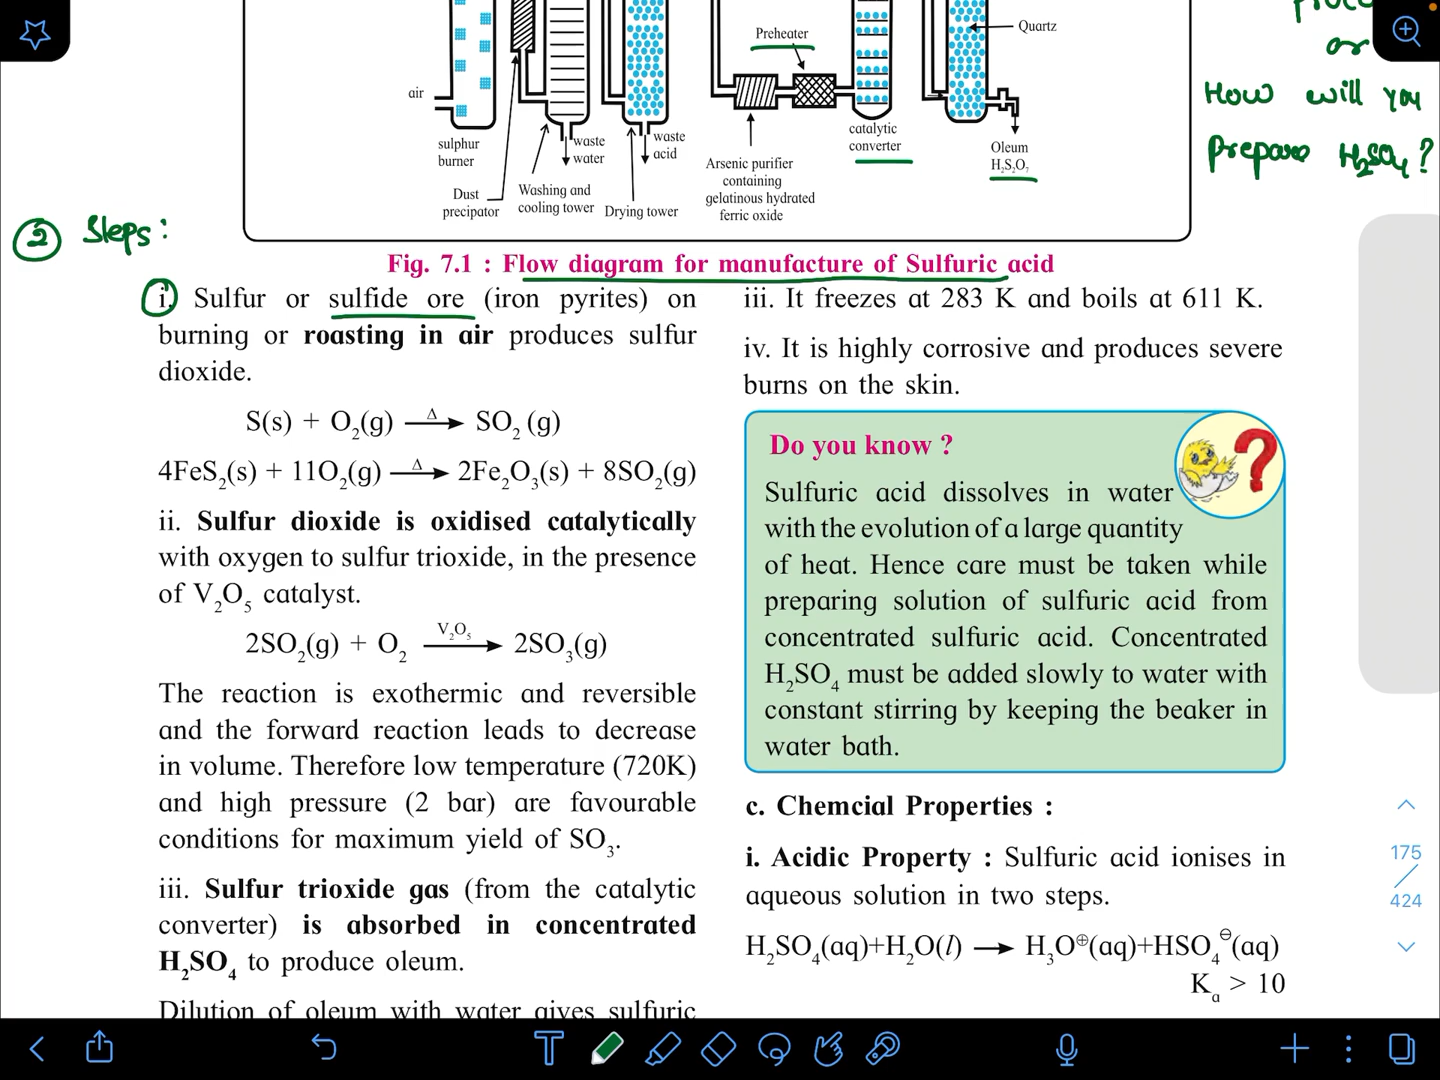 or
How will you
Prepare H₂SO₄?
Preheater
Quartz
air
sulphur
burner
waste
water
waste
acid
catalytic
converter
Oleum
H₂S₂O₇
Dust
precipator
Washing and
cooling tower
Drying tower
Arsenic purifier
containing
gelatinous hydrated
ferric oxide
② Steps:
Fig. 7.1 : Flow diagram for manufacture of Sulfuric acid
i. Sulfur or sulfide ore (iron pyrites) on
burning or roasting in air produces sulfur
dioxide.
S(s) + O₂(g) —Δ→ SO₂ (g)
4FeS₂(s) + 11O₂(g) —Δ→ 2Fe₂O₃(s) + 8SO₂(g)
ii. Sulfur dioxide is oxidised catalytically
with oxygen to sulfur trioxide, in the presence
of V₂O₅ catalyst.
2SO₂(g) + O₂ —V₂O₅→ 2SO₃(g)
The reaction is exothermic and reversible
and the forward reaction leads to decrease
in volume. Therefore low temperature (720K)
and high pressure (2 bar) are favourable
conditions for maximum yield of SO₃.
iii. Sulfur trioxide gas (from the catalytic
converter) is absorbed in concentrated
H₂SO₄ to produce oleum.
Dilution of oleum with water gives sulfuric
iii. It freezes at 283 K and boils at 611 K.
iv. It is highly corrosive and produces severe
burns on the skin.
Do you know ?
Sulfuric acid dissolves in water
with the evolution of a large quantity
of heat. Hence care must be taken while
preparing solution of sulfuric acid from
concentrated sulfuric acid. Concentrated
H₂SO₄ must be added slowly to water with
constant stirring by keeping the beaker in
water bath.
c. Chemcial Properties :
i. Acidic Property : Sulfuric acid ionises in
aqueous solution in two steps.
H₂SO₄(aq)+H₂O(l) → H₃O⊕(aq)+HSO₄⊖(aq)
Kₐ > 10
175
424